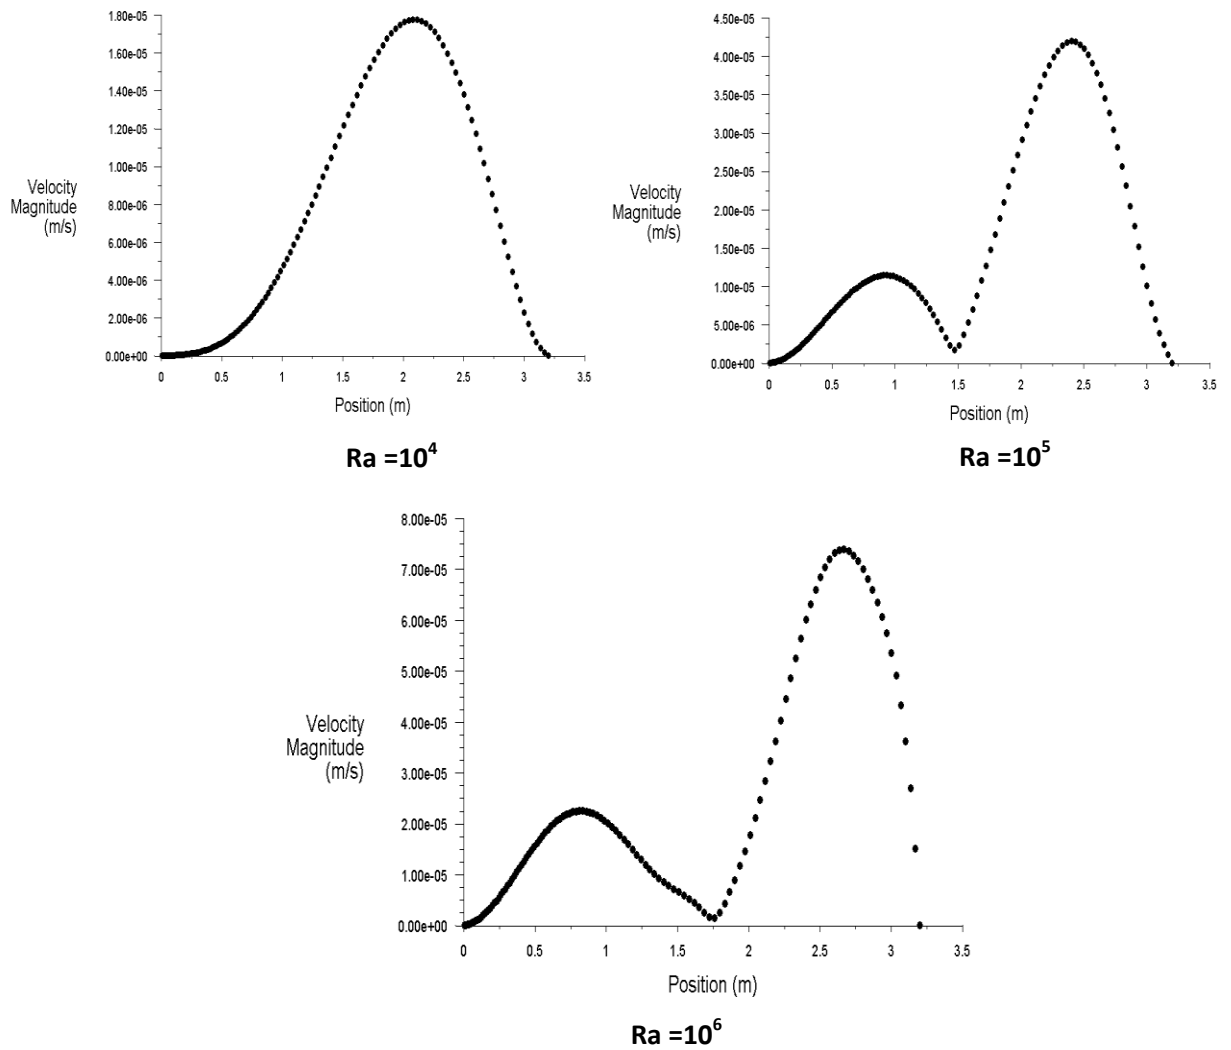 1.80e-05
1.60e-05
1.40e-05
1.20e-05
1.00e-05
8.00e-06
6.00e-06
4.00e-06
2.00e-06
0.00e+00
Velocity
Magnitude
(m/s)
0 0.5 1 1.5 2 2.5 3 3.5
Position (m)
Ra =10⁴
4.50e-05
4.00e-05
3.50e-05
3.00e-05
2.50e-05
2.00e-05
1.50e-05
1.00e-05
5.00e-06
0.00e+00
Velocity
Magnitude
(m/s)
0 0.5 1 1.5 2 2.5 3 3.5
Position (m)
Ra =10⁵
8.00e-05
7.00e-05
6.00e-05
5.00e-05
4.00e-05
3.00e-05
2.00e-05
1.00e-05
0.00e+00
Velocity
Magnitude
(m/s)
0 0.5 1 1.5 2 2.5 3 3.5
Position (m)
Ra =10⁶